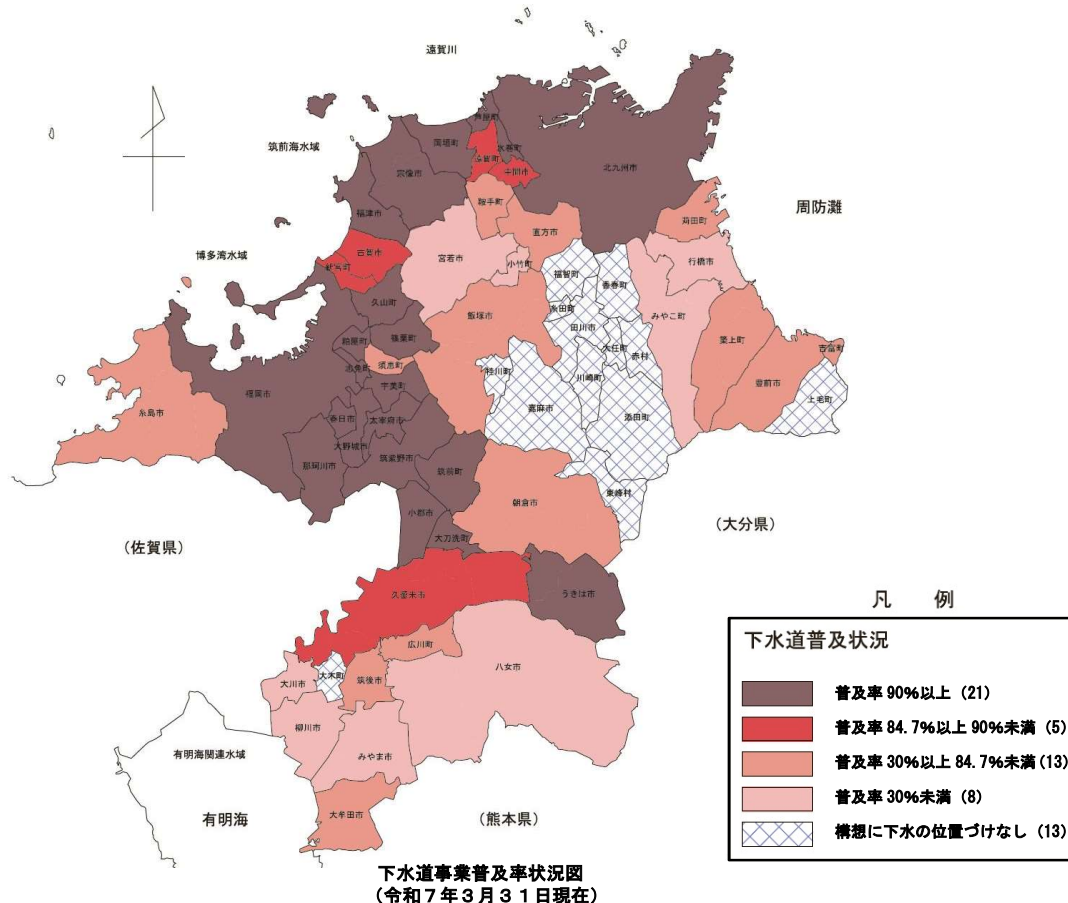 遠賀川
芦屋町
岡垣町
水巻町
遠賀町
中間市
北九州市
筑前海水域
宗像市
周防灘
鞍手町
苅田町
福津市
直方市
博多湾水域
古賀市
新宮町
宮若市
小竹町
福智町
香春町
行橋市
久山町
飯塚市
糸田町
みやこ町
田川市
粕屋町
篠栗町
大任町
赤村
築上町
吉富町
志免町
須恵町
桂川町
川崎町
豊前市
上毛町
宇美町
福岡市
糸島市
嘉麻市
添田町
春日市
太宰府市
大野城市
那珂川市
筑紫野市
筑前町
東峰村
朝倉市
小郡市
(大分県)
大刀洗町
(佐賀県)
久留米市
うきは市
広川町
八女市
大川市
大木町
筑後市
柳川市
有明海関連水域
みやま市
有明海
大牟田市
(熊本県)
凡 例
下水道普及状況
普及率 90%以上 (21)
普及率 84.7%以上 90%未満 (5)
普及率 30%以上 84.7%未満 (13)
普及率 30%未満 (8)
構想に下水の位置づけなし (13)
下水道事業普及率状況図
(令和7年3月31日現在)